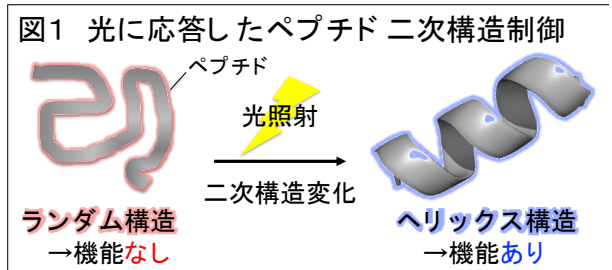 図1 光に応答したペプチド二次構造制御
ペプチド
光照射
二次構造変化
ランダム構造
→機能なし
ヘリックス構造
→機能あり